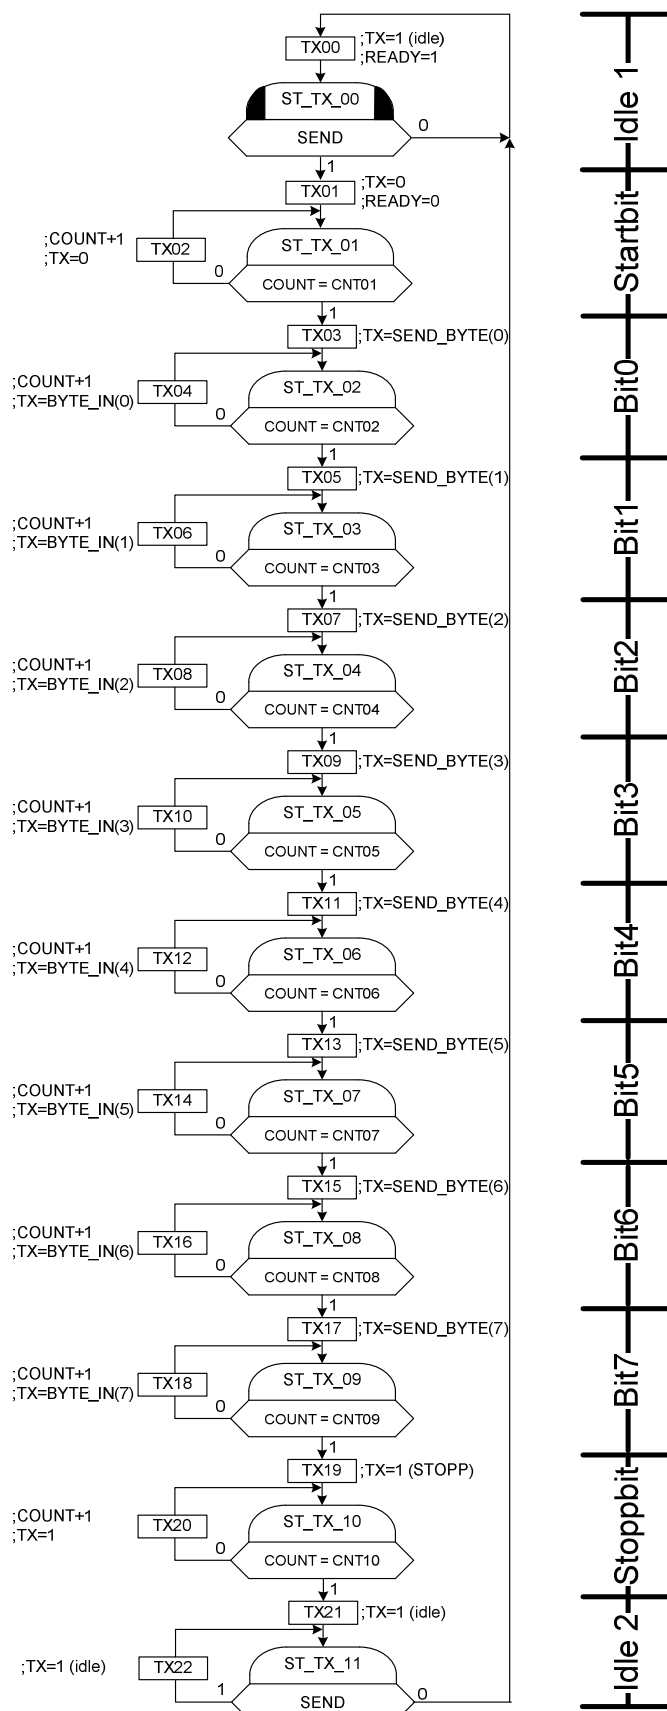 TX00
;TX=1 (idle)
;READY=1
ST_TX_00
SEND
0
1
TX01
;TX=0
;READY=0
;COUNT+1
;TX=0
TX02
0
ST_TX_01
COUNT = CNT01
1
TX03
;TX=SEND_BYTE(0)
;COUNT+1
;TX=BYTE_IN(0)
TX04
0
ST_TX_02
COUNT = CNT02
1
TX05
;TX=SEND_BYTE(1)
;COUNT+1
;TX=BYTE_IN(1)
TX06
0
ST_TX_03
COUNT = CNT03
1
TX07
;TX=SEND_BYTE(2)
;COUNT+1
;TX=BYTE_IN(2)
TX08
0
ST_TX_04
COUNT = CNT04
1
TX09
;TX=SEND_BYTE(3)
;COUNT+1
;TX=BYTE_IN(3)
TX10
0
ST_TX_05
COUNT = CNT05
1
TX11
;TX=SEND_BYTE(4)
;COUNT+1
;TX=BYTE_IN(4)
TX12
0
ST_TX_06
COUNT = CNT06
1
TX13
;TX=SEND_BYTE(5)
;COUNT+1
;TX=BYTE_IN(5)
TX14
0
ST_TX_07
COUNT = CNT07
1
TX15
;TX=SEND_BYTE(6)
;COUNT+1
;TX=BYTE_IN(6)
TX16
0
ST_TX_08
COUNT = CNT08
1
TX17
;TX=SEND_BYTE(7)
;COUNT+1
;TX=BYTE_IN(7)
TX18
0
ST_TX_09
COUNT = CNT09
1
TX19
;TX=1 (STOPP)
;COUNT+1
;TX=1
TX20
0
ST_TX_10
COUNT = CNT10
1
TX21
;TX=1 (idle)
;TX=1 (idle)
TX22
1
ST_TX_11
SEND
0
Idle 1
Startbit
Bit0
Bit1
Bit2
Bit3
Bit4
Bit5
Bit6
Bit7
Stoppbit
Idle 2